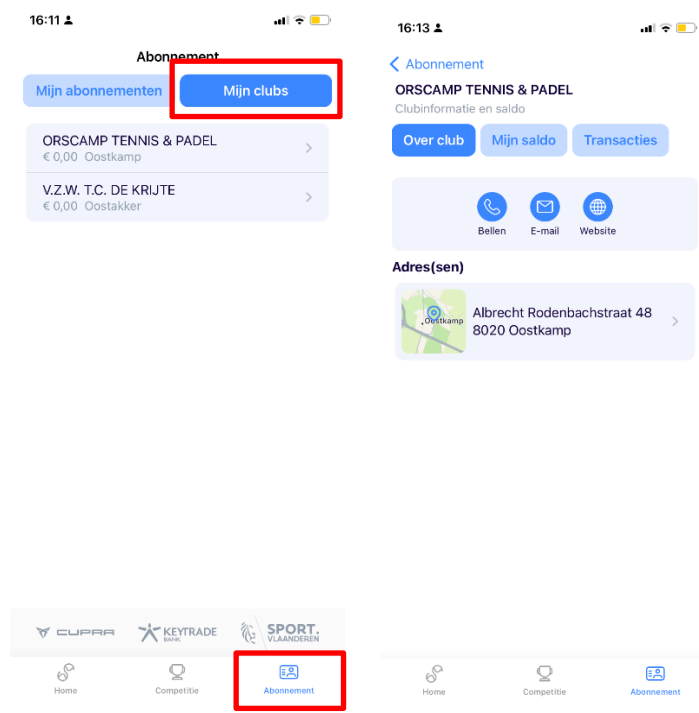 16:11
Abonnement
Mijn abonnementen
Mijn clubs
ORSCAMP TENNIS & PADEL
€ 0,00 Oostkamp
V.Z.W. T.C. DE KRIJTE
€ 0,00 Oostakker
CUPRA
KEYTRADE
BANK
SPORT.
VLAANDEREN
Home
Competitie
Abonnement
16:13
Abonnement
ORSCAMP TENNIS & PADEL
Clubinformatie en saldo
Over club
Mijn saldo
Transacties
Bellen
E-mail
Website
Adres(sen)
Oostkamp
Albrecht Rodenbachstraat 48
8020 Oostkamp
Home
Competitie
Abonnement